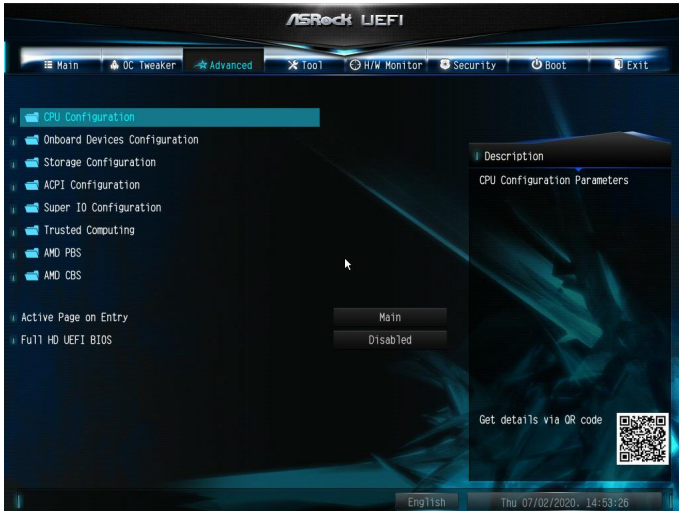 ASRock UEFI
Main
OC Tweaker
Advanced
Tool
H/W Monitor
Security
Boot
Exit
CPU Configuration
Onboard Devices Configuration
Storage Configuration
ACPI Configuration
Super IO Configuration
Trusted Computing
AMD PBS
AMD CBS
Active Page on Entry Main
Full HD UEFI BIOS Disabled
Description
CPU Configuration Parameters
Get details via QR code
English
Thu 07/02/2020. 14:53:26